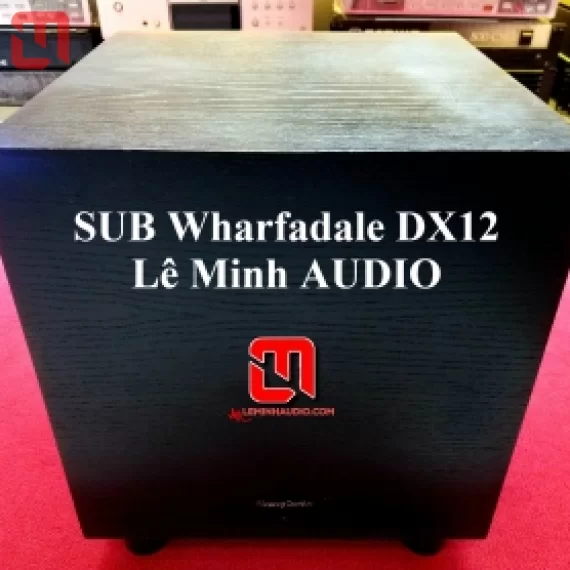 SUB Wharfadale DX12
Lê Minh AUDIO
LEMINHAUDIO.COM